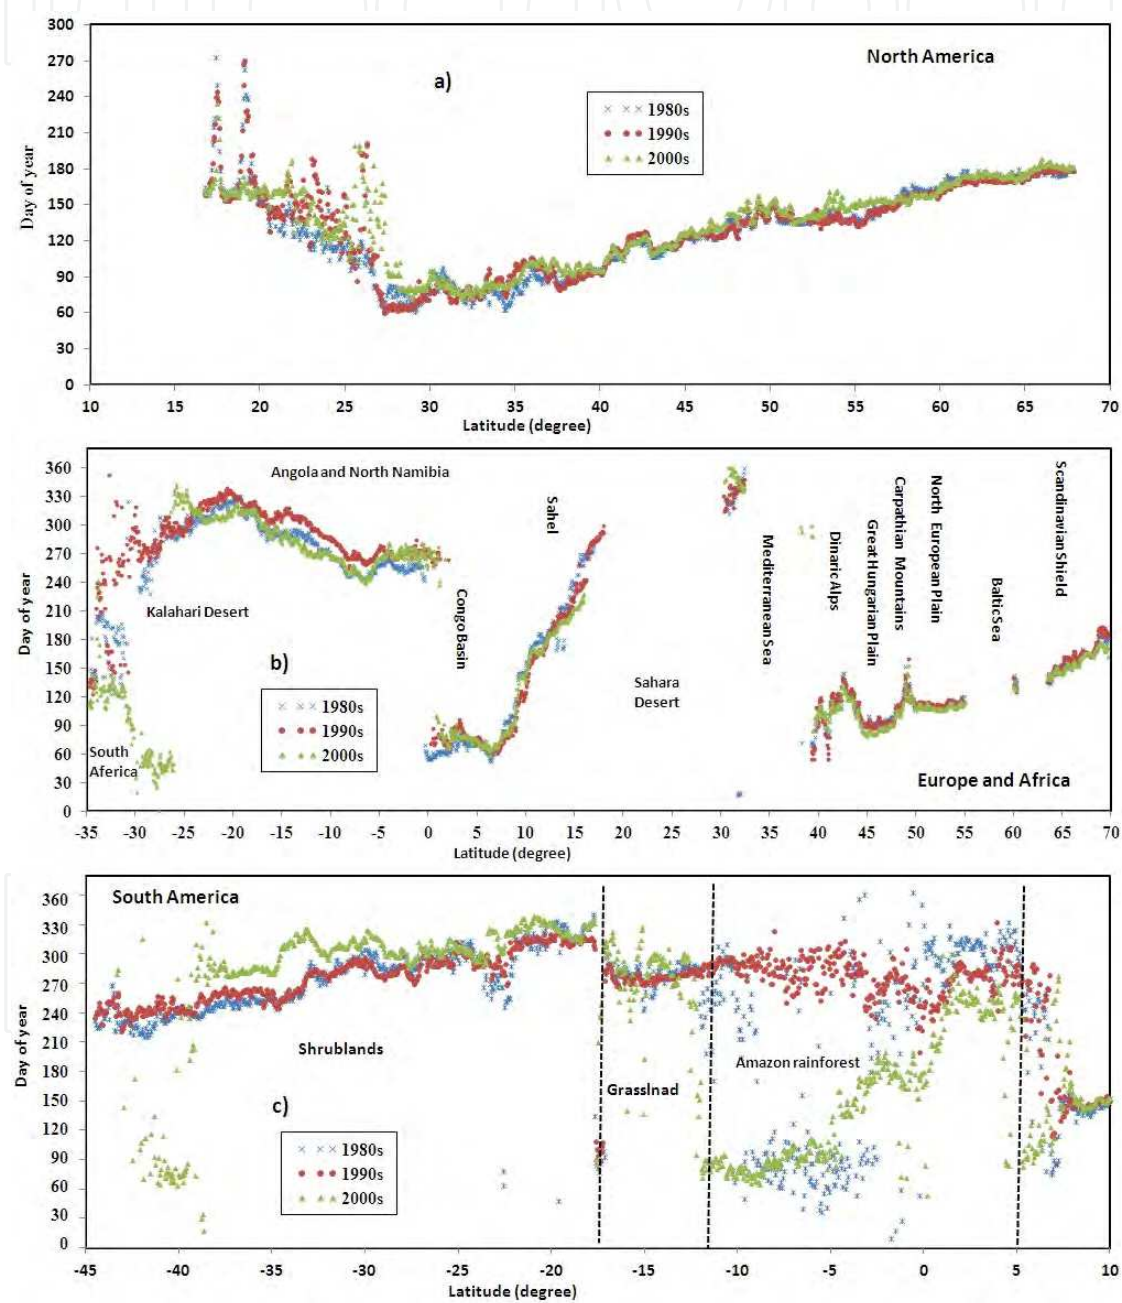 300
270
240
210
180
150
120
90
60
30
0
Day of year
a)
North America
1980s
1990s
2000s
10 15 20 25 30 35 40 45 50 55 60 65 70
Latitude (degree)
360
330
300
270
240
210
180
150
120
90
60
30
0
Day of year
Angola and North Namibia
Kalahari Desert
b)
1980s
1990s
2000s
South
Aferica
Congo Basin
Sahel
Sahara
Desert
Mediterranean Sea
Dinaric Alps
Great Hungarian Plain
Carpathian Mountains
North European Plain
Baltic Sea
Scandinavian Shield
Europe and Africa
-35 -30 -25 -20 -15 -10 -5 0 5 10 15 20 25 30 35 40 45 50 55 60 65 70
Latitude (degree)
360
330
300
270
240
210
180
150
120
90
60
30
0
Day of year
South America
Shrublands
c)
1980s
1990s
2000s
Grasslnad
Amazon rainforest
-45 -40 -35 -30 -25 -20 -15 -10 -5 0 5 10
Latitude (degree)